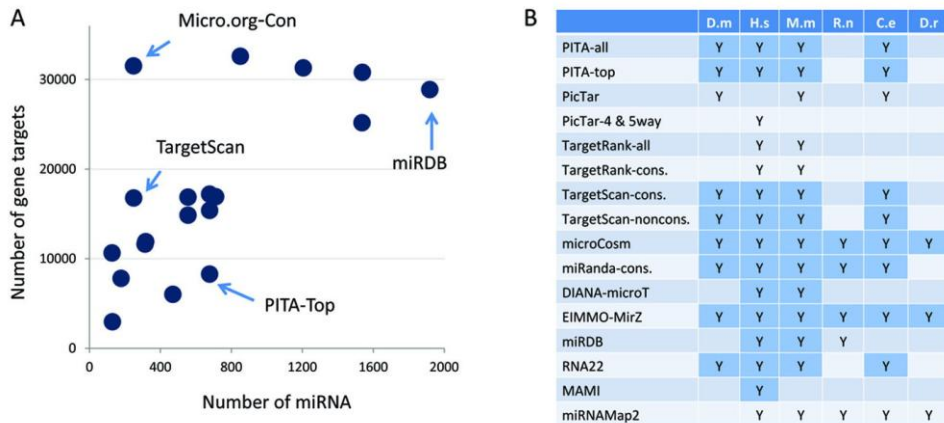 A
Micro.org-Con
miRDB
TargetScan
PITA-Top
Number of gene targets
30000
20000
10000
0
0 400 800 1200 1600 2000
Number of miRNA
B
D.m H.s M.m R.n C.e D.r
PITA-all Y Y Y Y
PITA-top Y Y Y Y
PicTar Y Y Y
PicTar-4 & 5way Y
TargetRank-all Y Y
TargetRank-cons. Y Y
TargetScan-cons. Y Y Y Y
TargetScan-noncons. Y Y Y Y
microCosm Y Y Y Y Y Y
miRanda-cons. Y Y Y Y Y
DIANA-microT Y Y
EIMMO-MirZ Y Y Y Y Y Y
miRDB Y Y Y
RNA22 Y Y Y Y
MAMI Y
miRNAMap2 Y Y Y Y Y